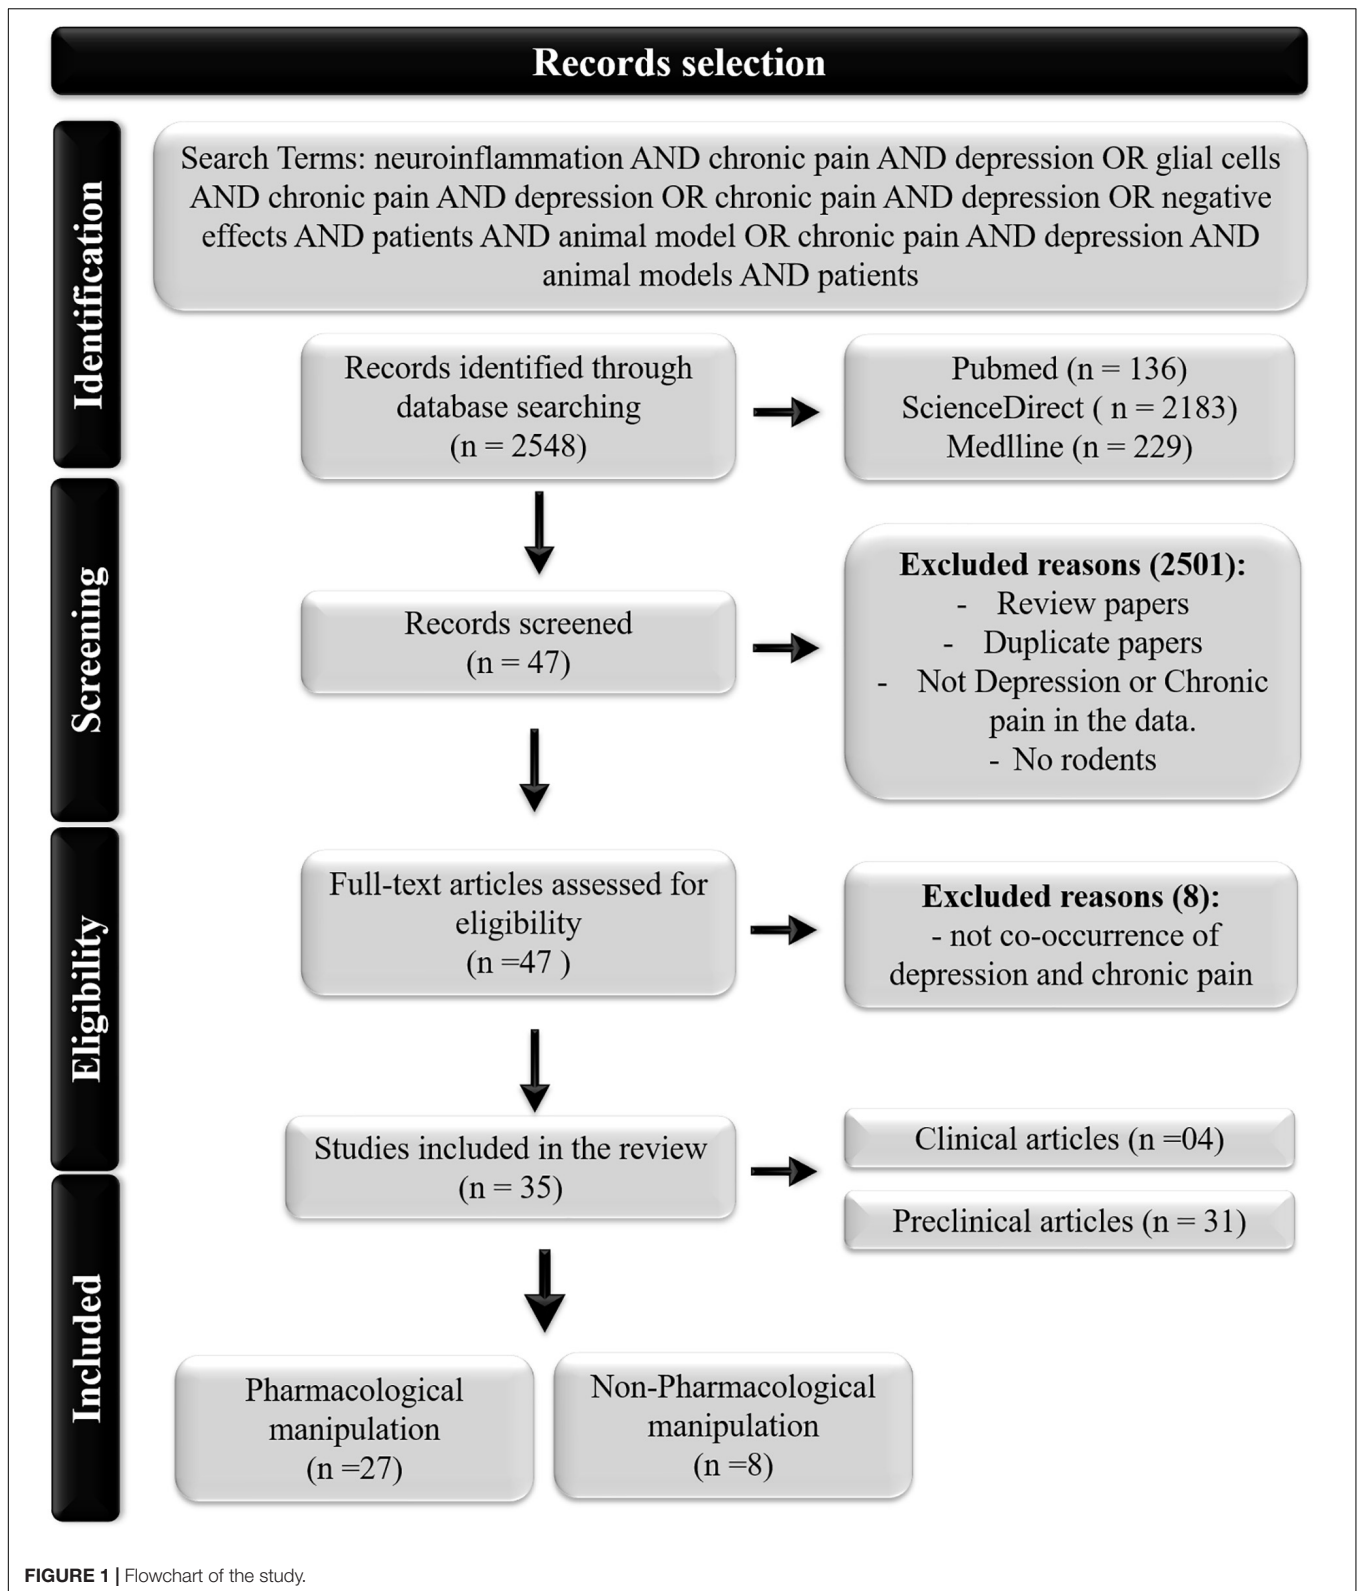 Records selection
Identification
Search Terms: neuroinflammation AND chronic pain AND depression OR glial cells
AND chronic pain AND depression OR chronic pain AND depression OR negative
effects AND patients AND animal model OR chronic pain AND depression AND
animal models AND patients
Records identified through
database searching
(n = 2548)
Pubmed (n = 136)
ScienceDirect ( n = 2183)
Medlline (n = 229)
Screening
Records screened
(n = 47)
Excluded reasons (2501):
- Review papers
- Duplicate papers
- Not Depression or Chronic
pain in the data.
- No rodents
Eligibility
Full-text articles assessed for
eligibility
(n =47 )
Excluded reasons (8):
- not co-occurrence of
depression and chronic pain
Studies included in the review
(n = 35)
Clinical articles (n =04)
Preclinical articles (n = 31)
Included
Pharmacological
manipulation
(n =27)
Non-Pharmacological
manipulation
(n =8)
FIGURE 1 | Flowchart of the study.